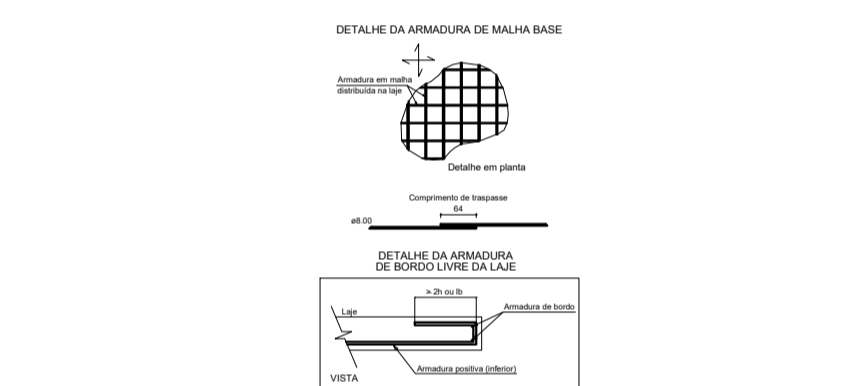 DETALHE DA ARMADURA DE MALHA BASE
Armadura em malha
distribuída na laje
Detalhe em planta
Comprimento de traspasse
64
ø8.00
DETALHE DA ARMADURA
DE BORDO LIVRE DA LAJE
≥ 2h ou lb
Armadura de bordo
Laje
Armadura positiva (inferior)
VISTA